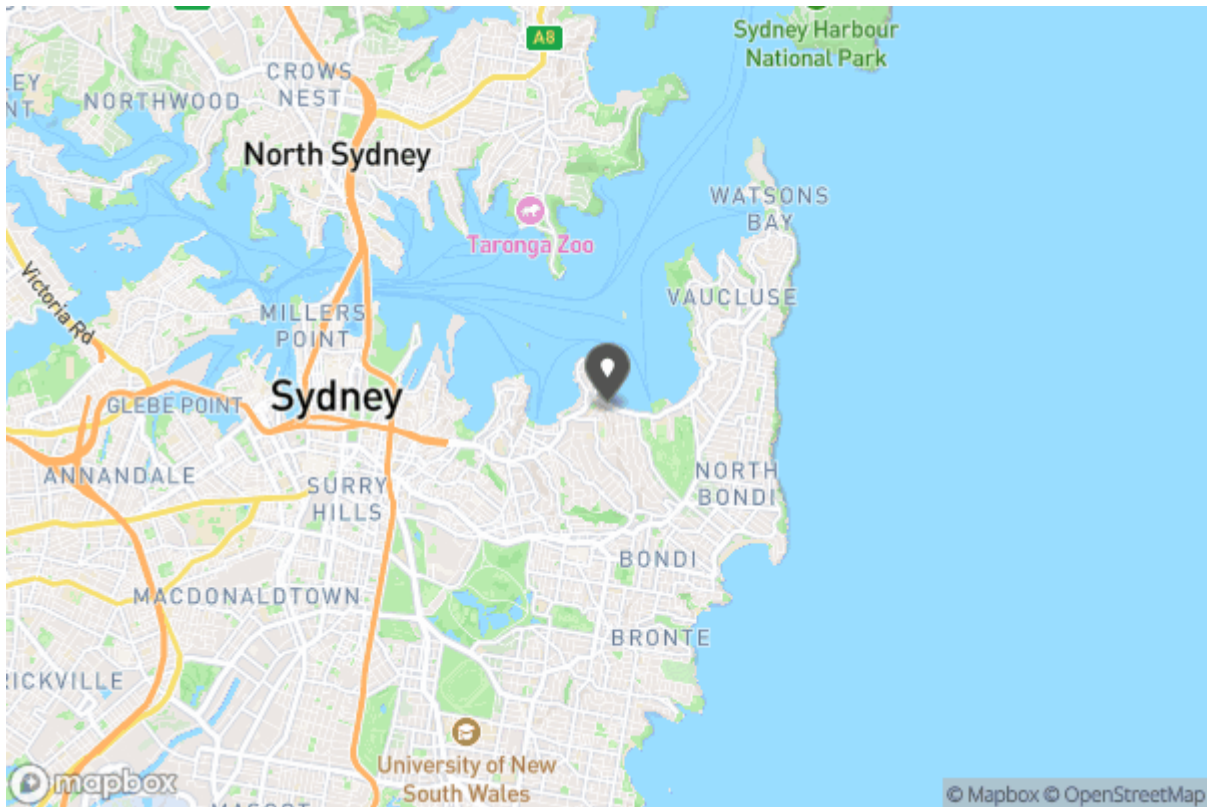 A8
Sydney Harbour
National Park
CROWS
NEST
NORTHWOOD
North Sydney
WATSONS
BAY
Taronga Zoo
VAUCLUSE
Victoria Rd
MILLERS
POINT
Sydney
GLEBE POINT
ANNANDALE
SURRY
HILLS
NORTH
BONDI
BONDI
MACDONALDTOWN
BRONTE
RICKVILLE
University of New
South Wales
mapbox
© Mapbox © OpenStreetMap